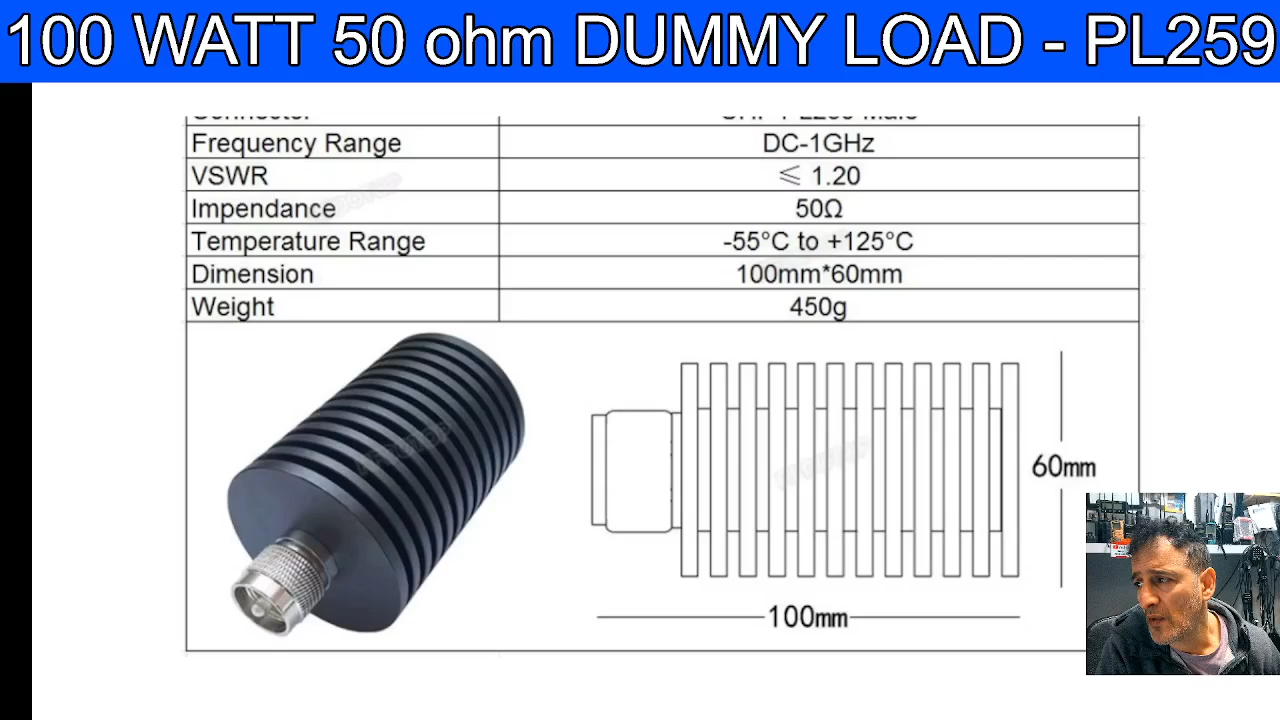 100 WATT 50 ohm DUMMY LOAD - PL259
Frequency Range DC-1GHz
VSWR ≤ 1.20
Impendance 50Ω
Temperature Range -55°C to +125°C
Dimension 100mm*60mm
Weight 450g
60mm
100mm